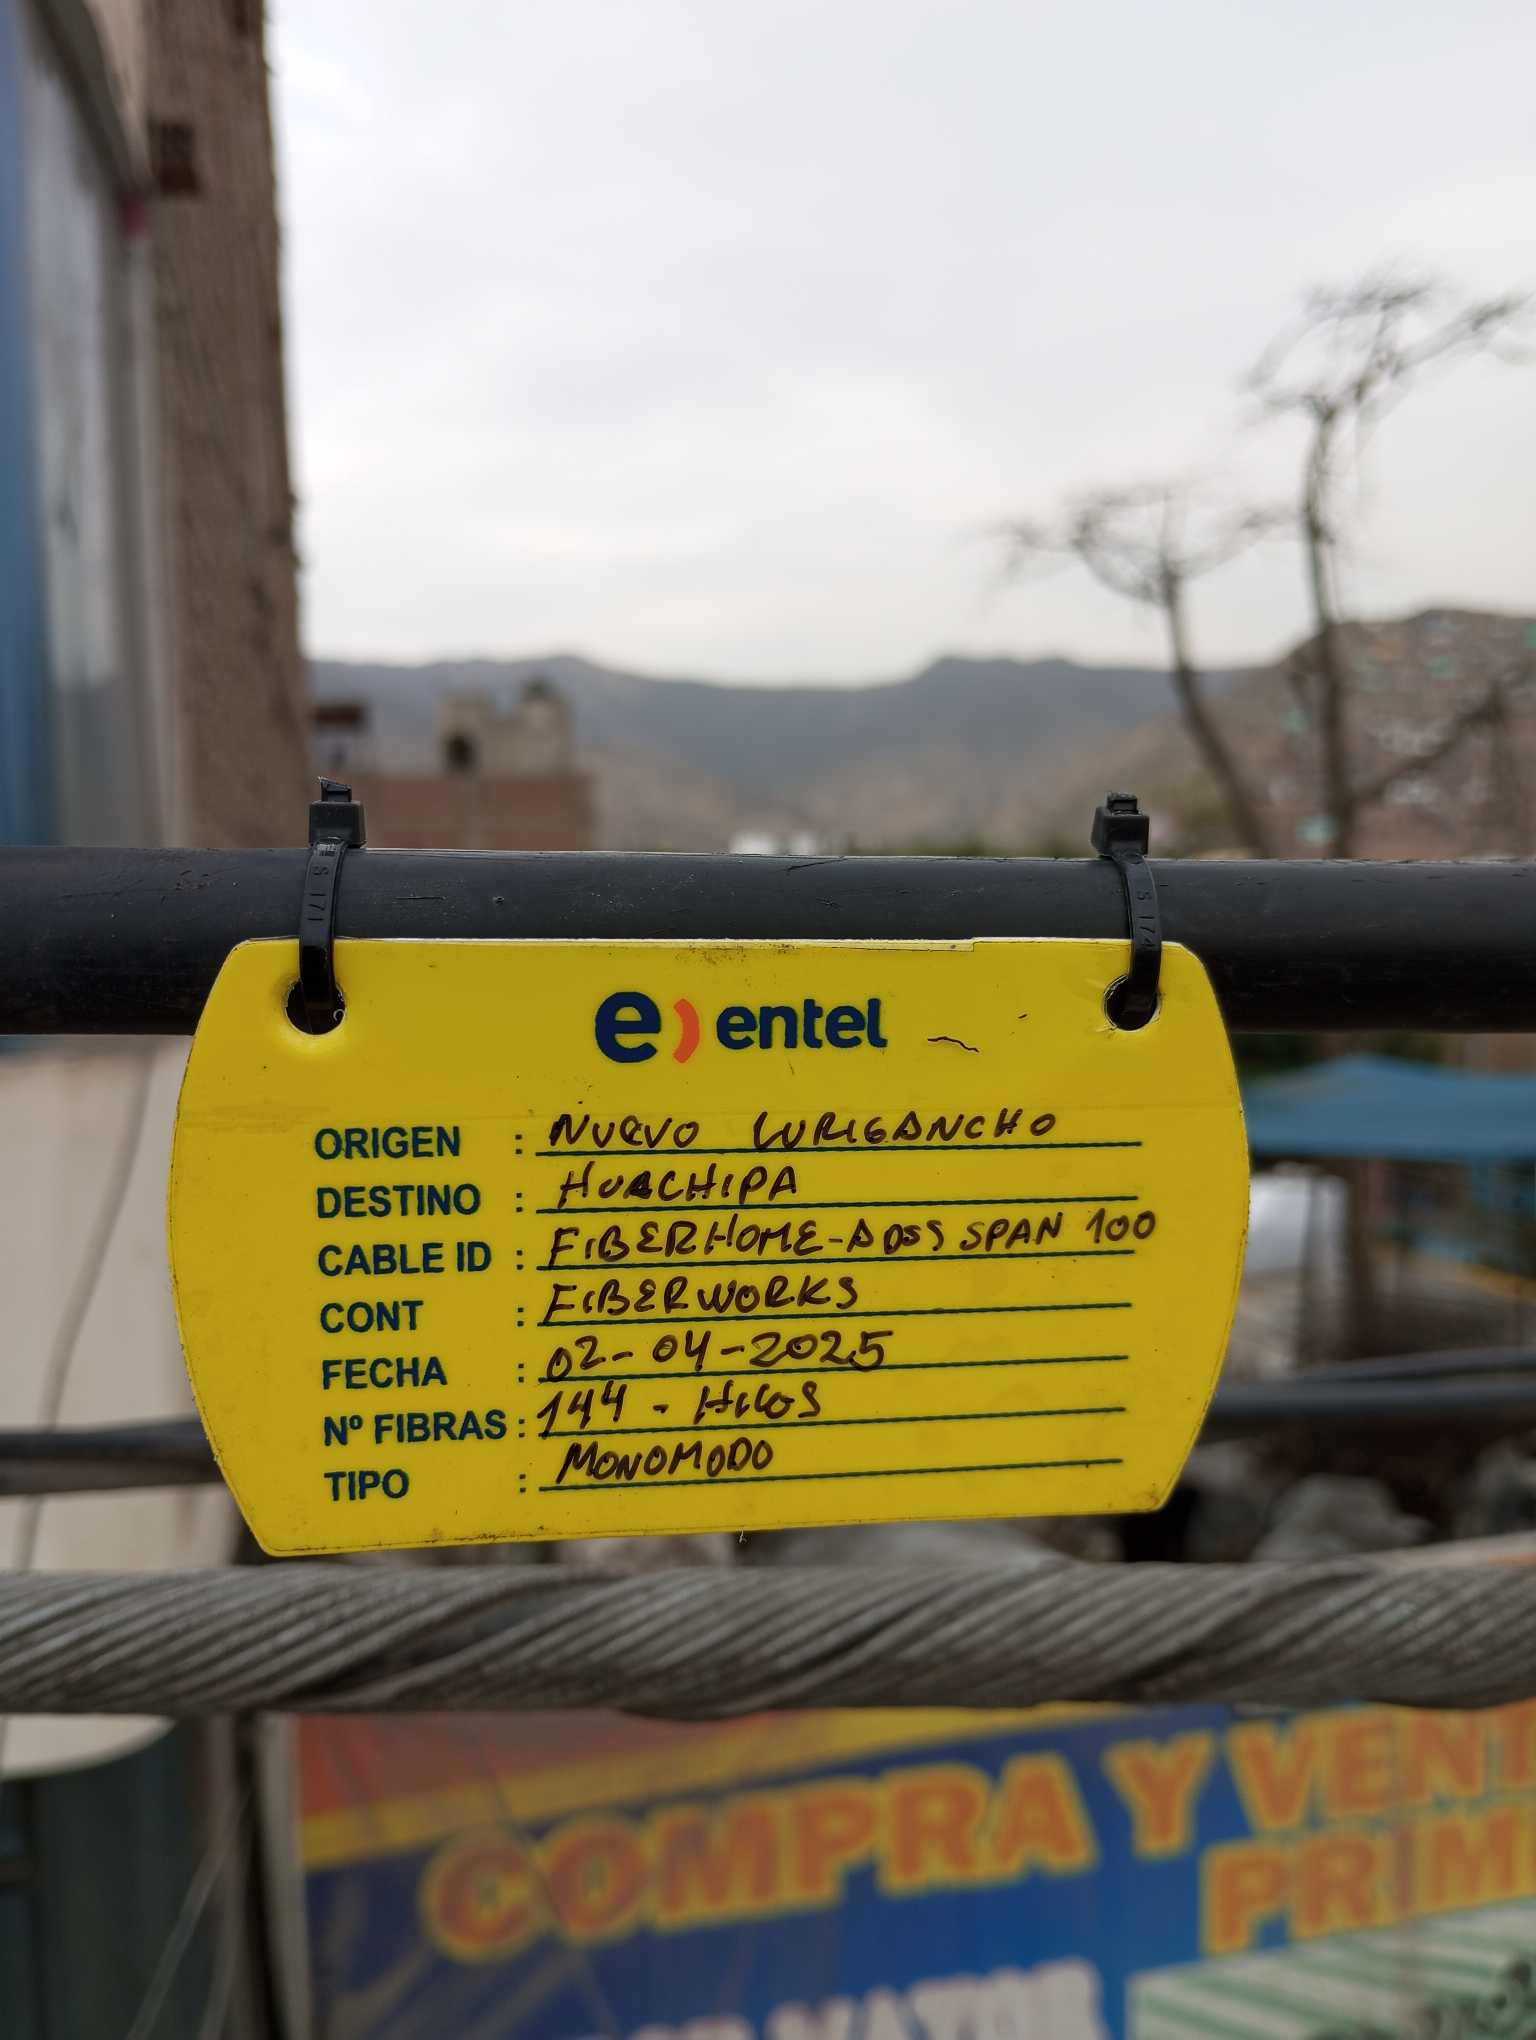 e) entel
ORIGEN : NUEVO LURIGANCHO
DESTINO : HUACHIPA
CABLE ID : FIBERHOME-ADSS SPAN 100
CONT : FIBERWORKS
FECHA : 02-04-2025
Nº FIBRAS : 144 - HILOS
TIPO : MONOMODO
COMPRA Y VENT
PRIM